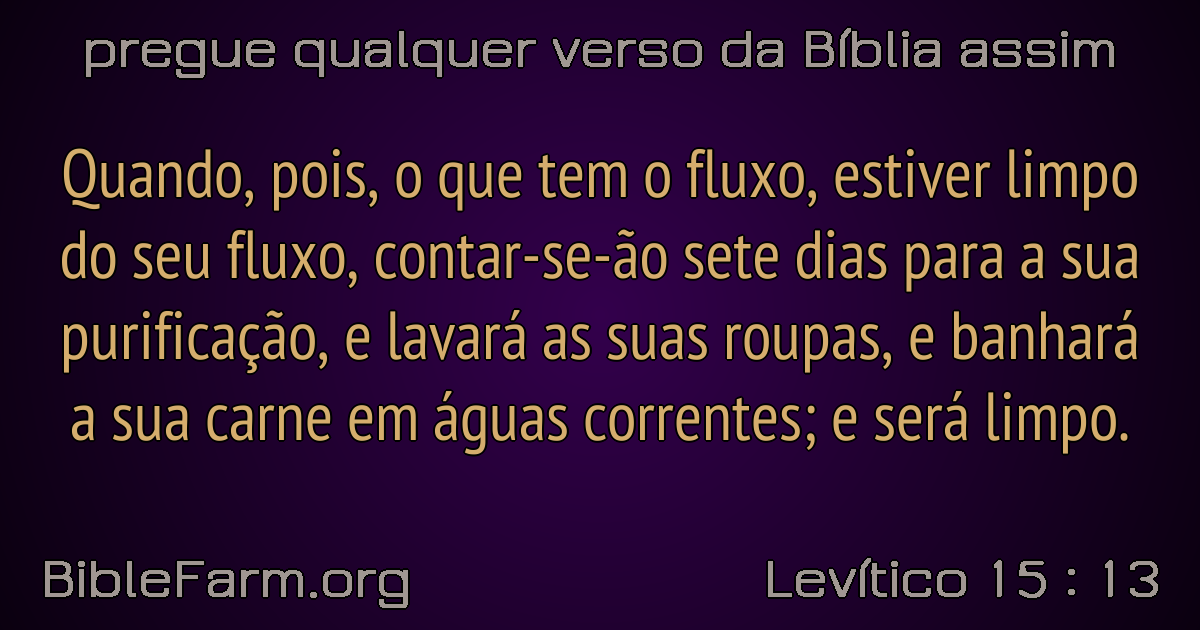 pregue qualquer verso da Bíblia assim
Quando, pois, o que tem o fluxo, estiver limpo
do seu fluxo, contar-se-ão sete dias para a sua
purificação, e lavará as suas roupas, e banhará
a sua carne em águas correntes; e será limpo.
BibleFarm.org
Levítico 15 : 13